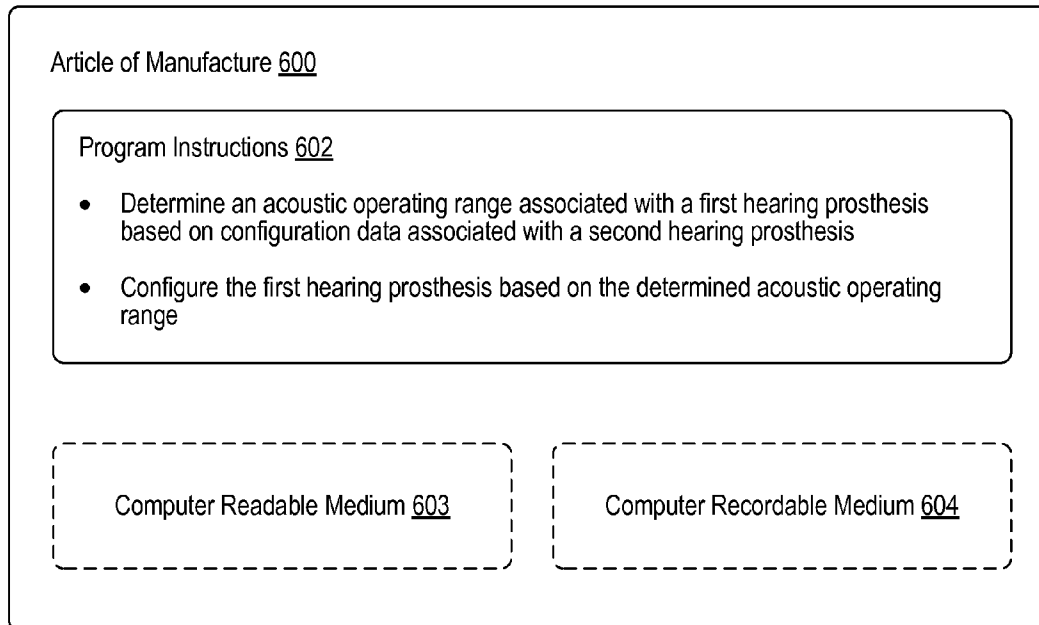 Article of Manufacture 600
Program Instructions 602
• Determine an acoustic operating range associated with a first hearing prosthesis
based on configuration data associated with a second hearing prosthesis
• Configure the first hearing prosthesis based on the determined acoustic operating
range
Computer Readable Medium 603
Computer Recordable Medium 604